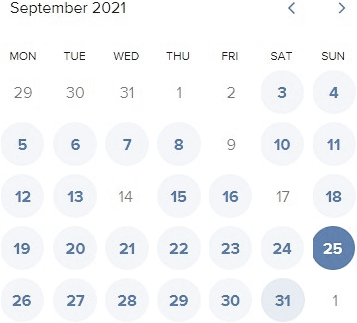 September 2021
MON TUE WED THU FRI SAT SUN
29 30 31 1 2 3 4
5 6 7 8 9 10 11
12 13 14 15 16 17 18
19 20 21 22 23 24 25
26 27 28 29 30 31 1